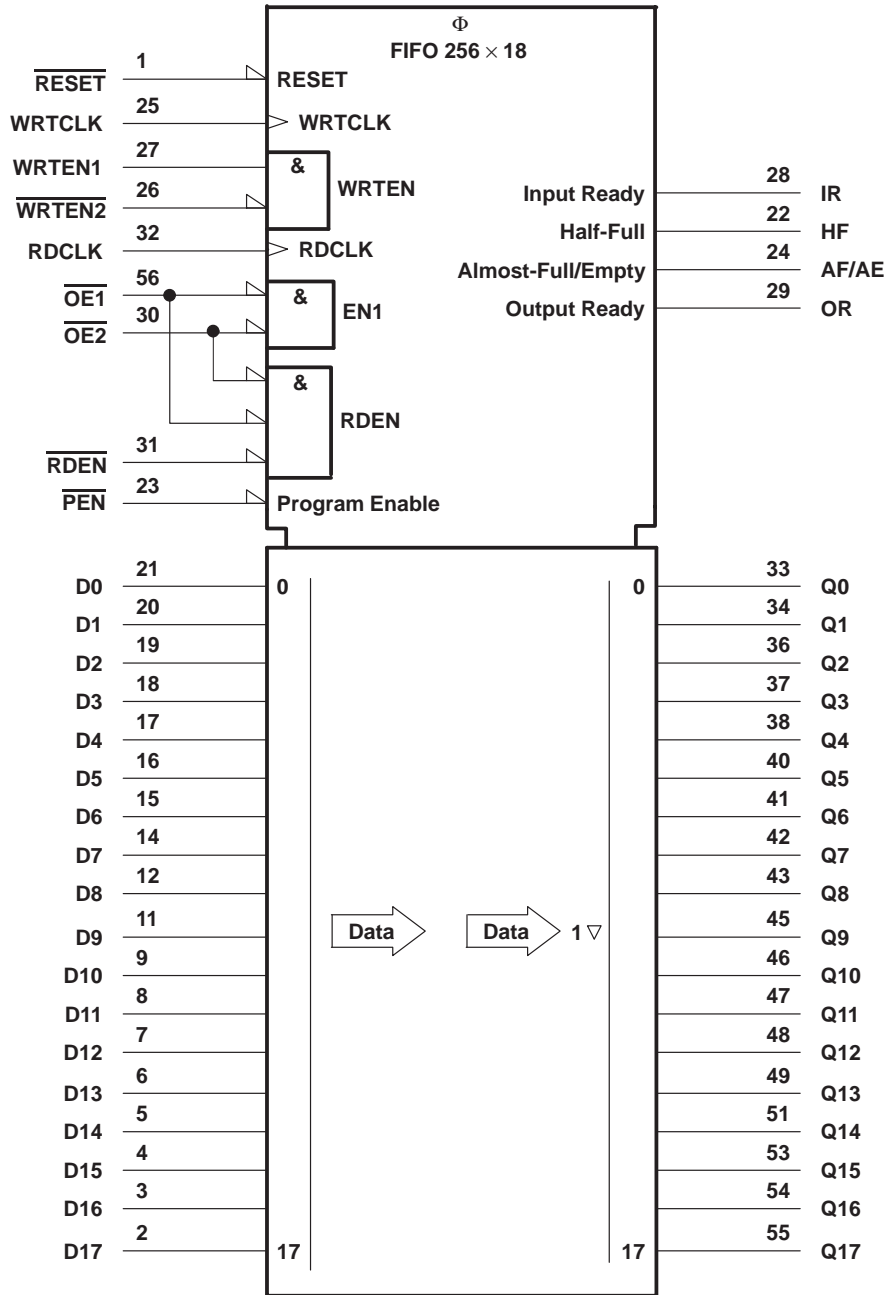 Φ
FIFO 256 × 18
RESET 1 RESET
WRTCLK 25 WRTCLK
WRTEN1 27 &
WRTEN
WRTEN2 26
RDCLK 32 RDCLK
OE1 56 &
EN1
OE2 30
&
RDEN
RDEN 31
PEN 23 Program Enable
Input Ready 28 IR
Half-Full 22 HF
Almost-Full/Empty 24 AF/AE
Output Ready 29 OR
D0 21 0 0 33 Q0
D1 20 34 Q1
D2 19 36 Q2
D3 18 37 Q3
D4 17 38 Q4
D5 16 40 Q5
D6 15 41 Q6
D7 14 42 Q7
D8 12 43 Q8
D9 11 Data Data 1 ▽ 45 Q9
D10 9 46 Q10
D11 8 47 Q11
D12 7 48 Q12
D13 6 49 Q13
D14 5 51 Q14
D15 4 53 Q15
D16 3 54 Q16
D17 2 17 17 55 Q17